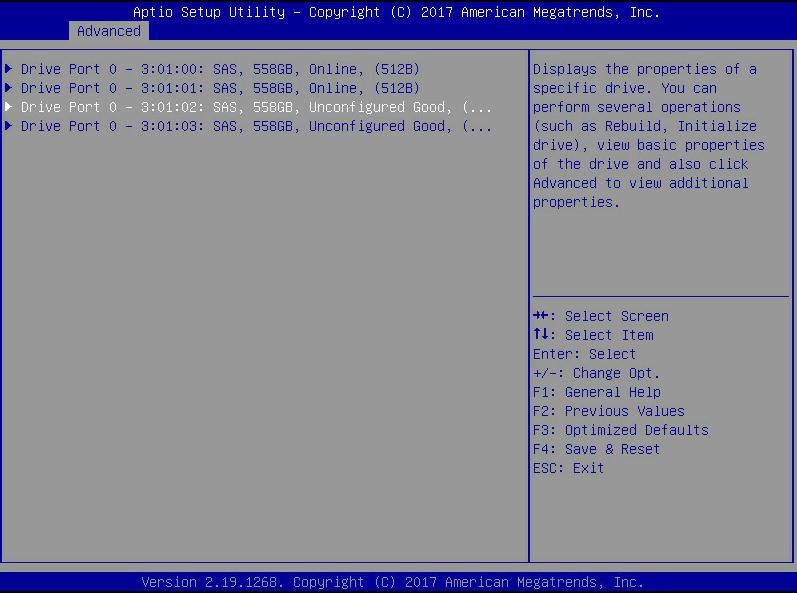 Aptio Setup Utility – Copyright (C) 2017 American Megatrends, Inc.
Advanced
Drive Port 0 – 3:01:00: SAS, 558GB, Online, (512B)
Drive Port 0 – 3:01:01: SAS, 558GB, Online, (512B)
Drive Port 0 – 3:01:02: SAS, 558GB, Unconfigured Good, (...
Drive Port 0 – 3:01:03: SAS, 558GB, Unconfigured Good, (...
Displays the properties of a
specific drive. You can
perform several operations
(such as Rebuild, Initialize
drive), view basic properties
of the drive and also click
Advanced to view additional
properties.
→←: Select Screen
↑↓: Select Item
Enter: Select
+/-: Change Opt.
F1: General Help
F2: Previous Values
F3: Optimized Defaults
F4: Save & Reset
ESC: Exit
Version 2.19.1268. Copyright (C) 2017 American Megatrends, Inc.